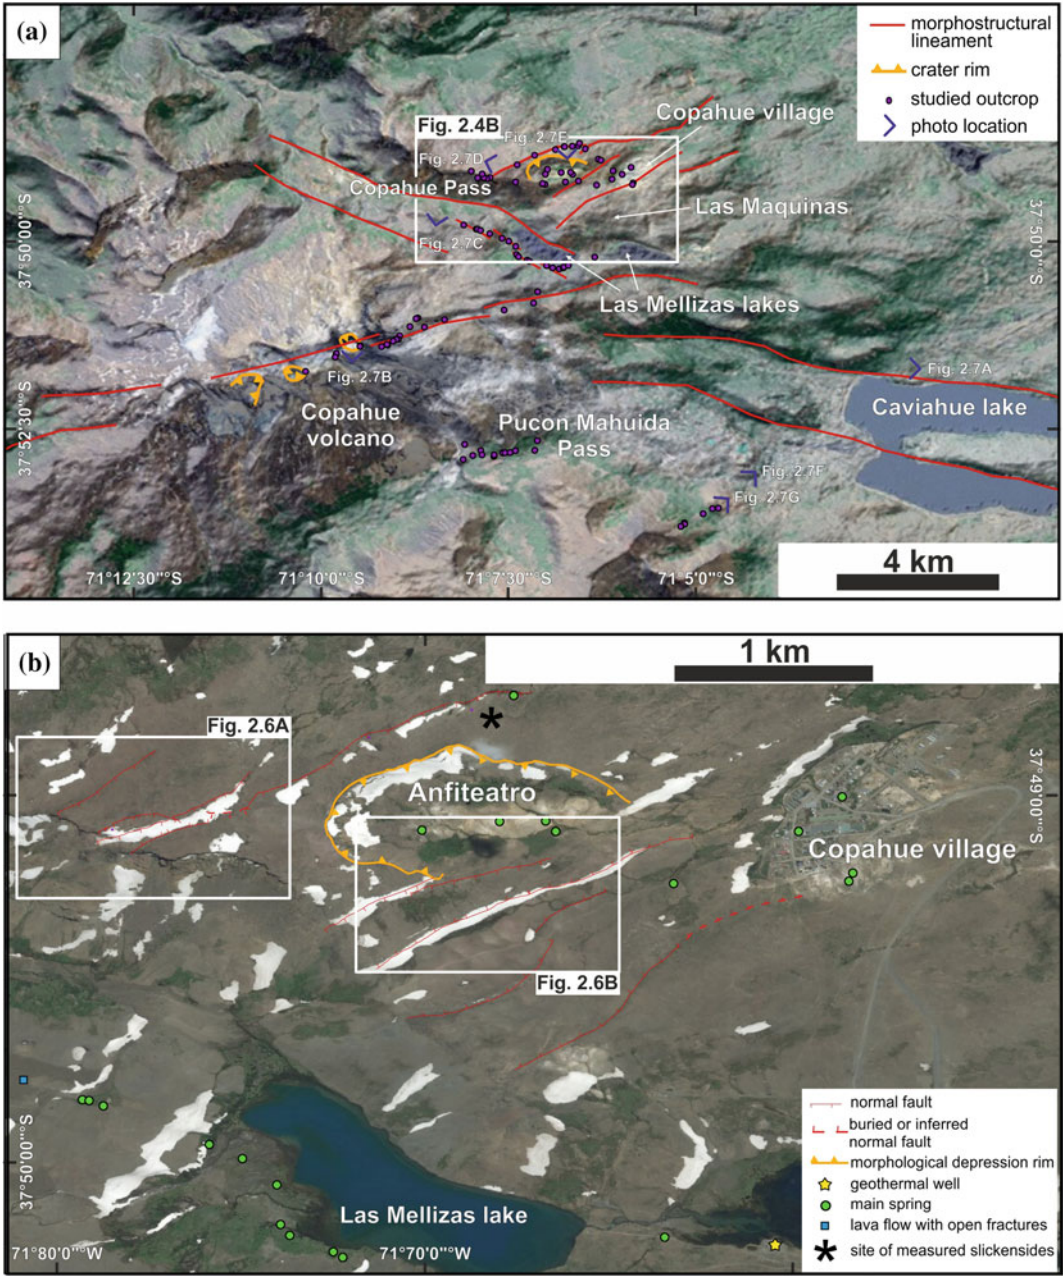 (a)
morphostructural
lineament
crater rim
studied outcrop
photo location
Fig. 2.4B
Fig. 2.7E
Fig. 2.7D
Copahue village
Copahue Pass
Las Maquinas
Fig. 2.7C
Las Mellizas lakes
37°50'00"°S
37°50'0"°S
Fig. 2.7B
Fig. 2.7A
Copahue
volcano
Caviahue lake
Pucon Mahuida
Pass
37°52'30"°S
Fig. 2.7F
Fig. 2.7G
71°12'30"°S
71°10'0"°S
71°7'30"°S
71°5'0"°S
4 km
(b)
1 km
Fig. 2.6A
*
37°49'00"°S
Anfiteatro
Copahue village
Fig. 2.6B
normal fault
buried or inferred
normal fault
morphological depression rim
geothermal well
main spring
lava flow with open fractures
* site of measured slickensides
37°50'00"°S
Las Mellizas lake
71°80'0"°W
71°70'0"°W